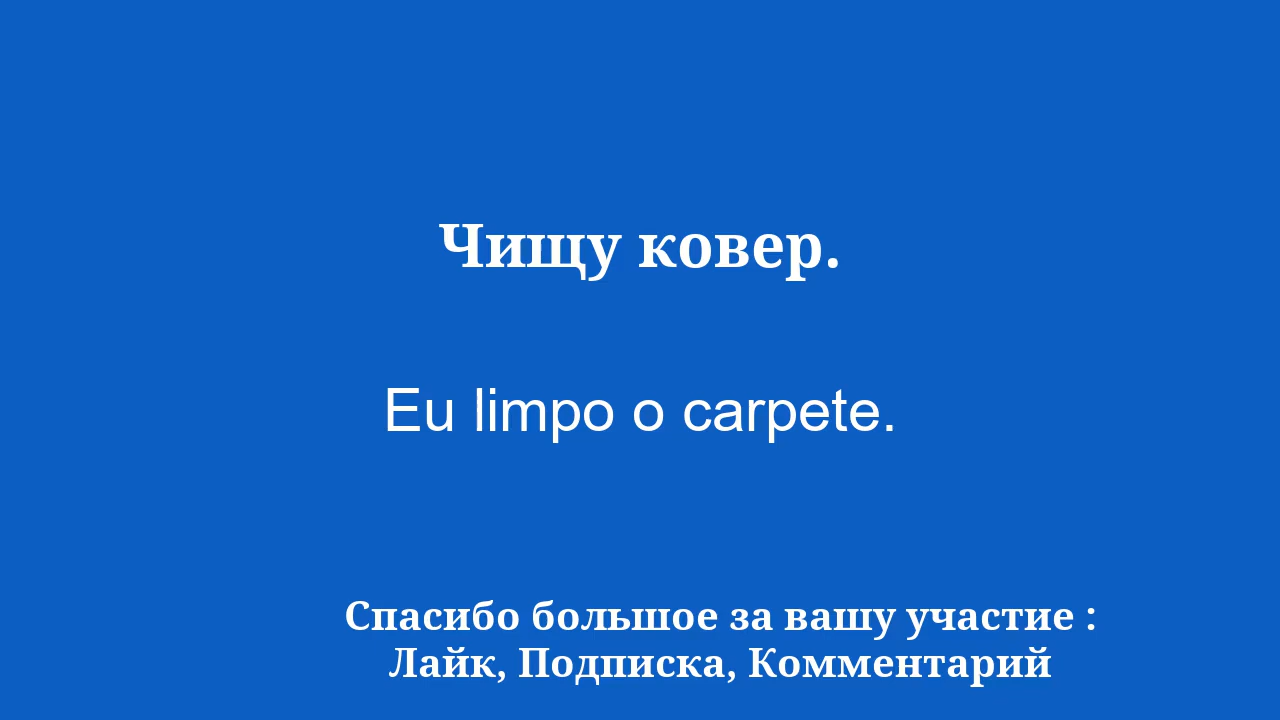 Чищу ковер.
Eu limpo o carpete.
Спасибо большое за вашу участие :
Лайк, Подписка, Комментарий